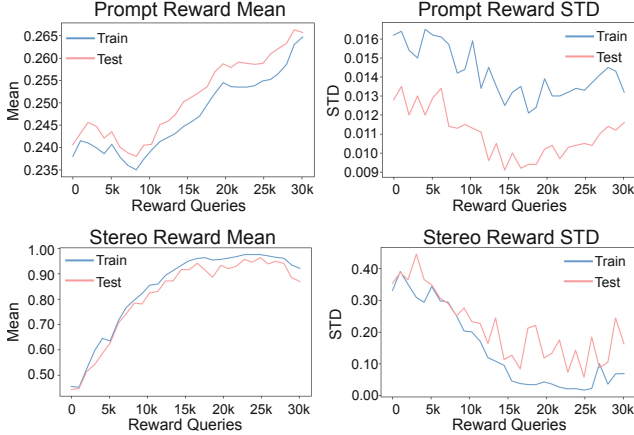 Prompt Reward Mean
Mean
0.265
0.260
0.250
0.245
0.240
0.235
Train
Test
0 5k 10k 15k 20k 25k 30k
Reward Queries
Prompt Reward STD
STD
0.016
0.014
0.013
0.012
0.011
0.010
0.009
Train
Test
0 5k 10k 15k 20k 25k 30k
Reward Queries
Stereo Reward Mean
Mean
1.00
0.90
0.80
0.70
0.60
0.50
Train
Test
0 5k 10k 15k 20k 25k 30k
Reward Queries
Stereo Reward STD
STD
0.40
0.30
0.20
0.10
0.00
Train
Test
0 5k 10k 15k 20k 25k 30k
Reward Queries